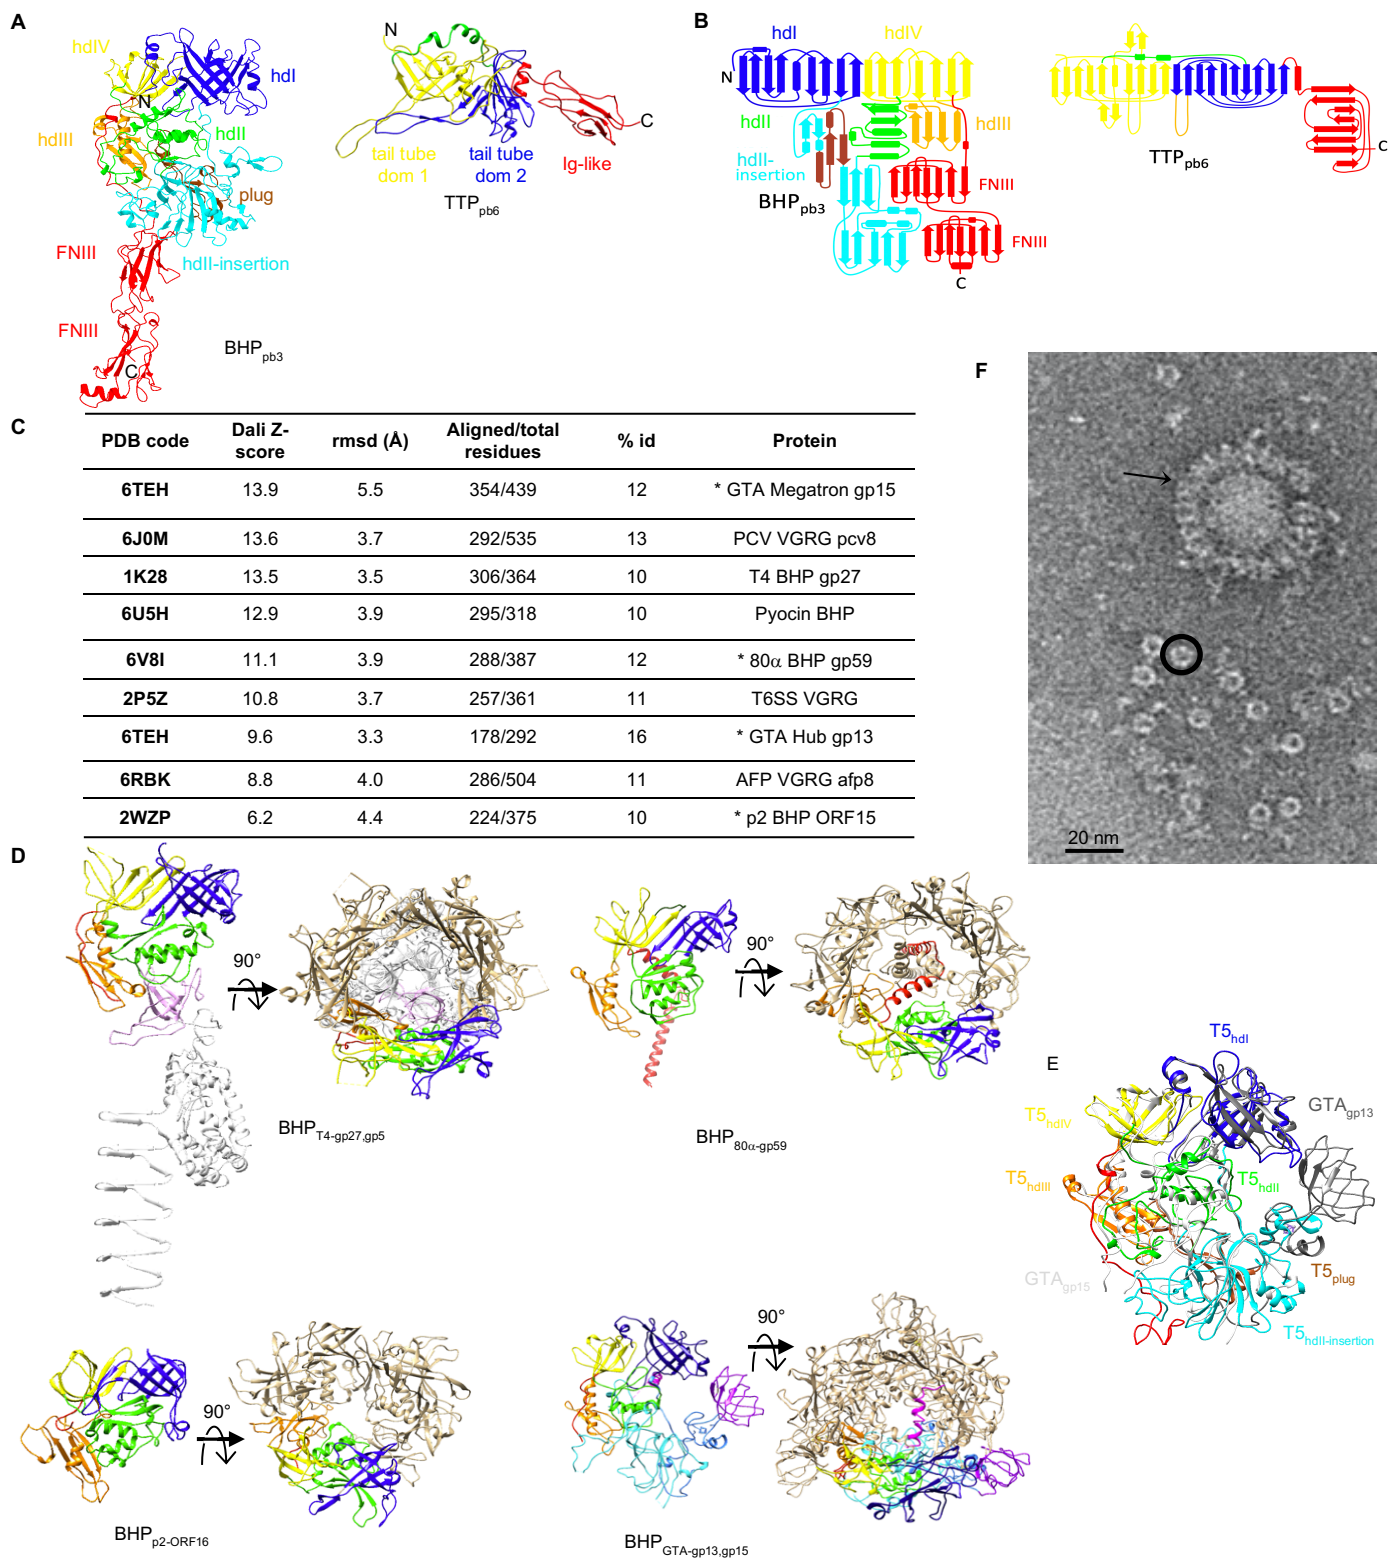 A
hdIV
hdI
N
hdIII
hdII
plug
FNIII
hdII-insertion
FNIII
C
BHPpb3
N
C
tail tube dom 1
tail tube dom 2
Ig-like
TTPpb6
B
hdI
hdIV
N
hdII
hdIII
hdII-insertion
BHPpb3
FNIII
FNIII
C
TTPpb6
C
C
PDB code Dali Z-score rmsd (Å) Aligned/total residues % id Protein
6TEH 13.9 5.5 354/439 12 * GTA Megatron gp15
6J0M 13.6 3.7 292/535 13 PCV VGRG pcv8
1K28 13.5 3.5 306/364 10 T4 BHP gp27
6U5H 12.9 3.9 295/318 10 Pyocin BHP
6V8I 11.1 3.9 288/387 12 * 80α BHP gp59
2P5Z 10.8 3.7 257/361 11 T6SS VGRG
6TEH 9.6 3.3 178/292 16 * GTA Hub gp13
6RBK 8.8 4.0 286/504 11 AFP VGRG afp8
2WZP 6.2 4.4 224/375 10 * p2 BHP ORF15
F
20 nm
D
90°
BHPT4-gp27,gp5
90°
BHP80α-gp59
90°
BHPp2-ORF16
90°
BHPGTA-gp13,gp15
E
T5hdI
T5hdIV
GTAgp13
T5hdIII
T5hdII
GTAgp15
T5plug
T5hdII-insertion